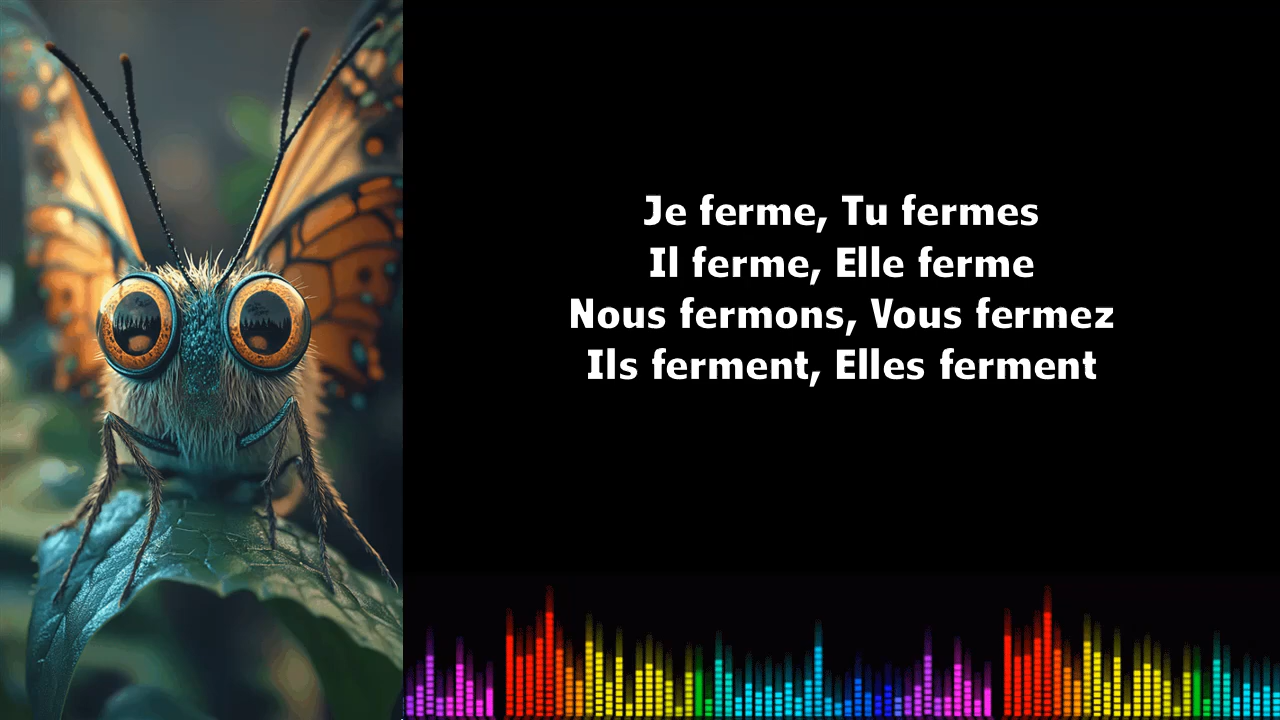 Je ferme, Tu fermes
Il ferme, Elle ferme
Nous fermons, Vous fermez
Ils ferment, Elles ferment